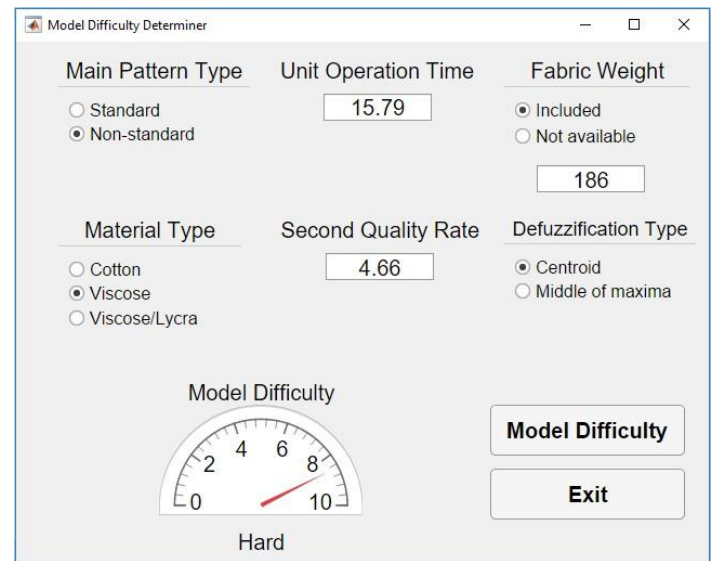 Model Difficulty Determiner
Main Pattern Type
Standard
Non-standard
Unit Operation Time
15.79
Fabric Weight
Included
Not available
186
Material Type
Cotton
Viscose
Viscose/Lycra
Second Quality Rate
4.66
Defuzzification Type
Centroid
Middle of maxima
Model Difficulty
0 2 4 6 8 10
Hard
Model Difficulty
Exit